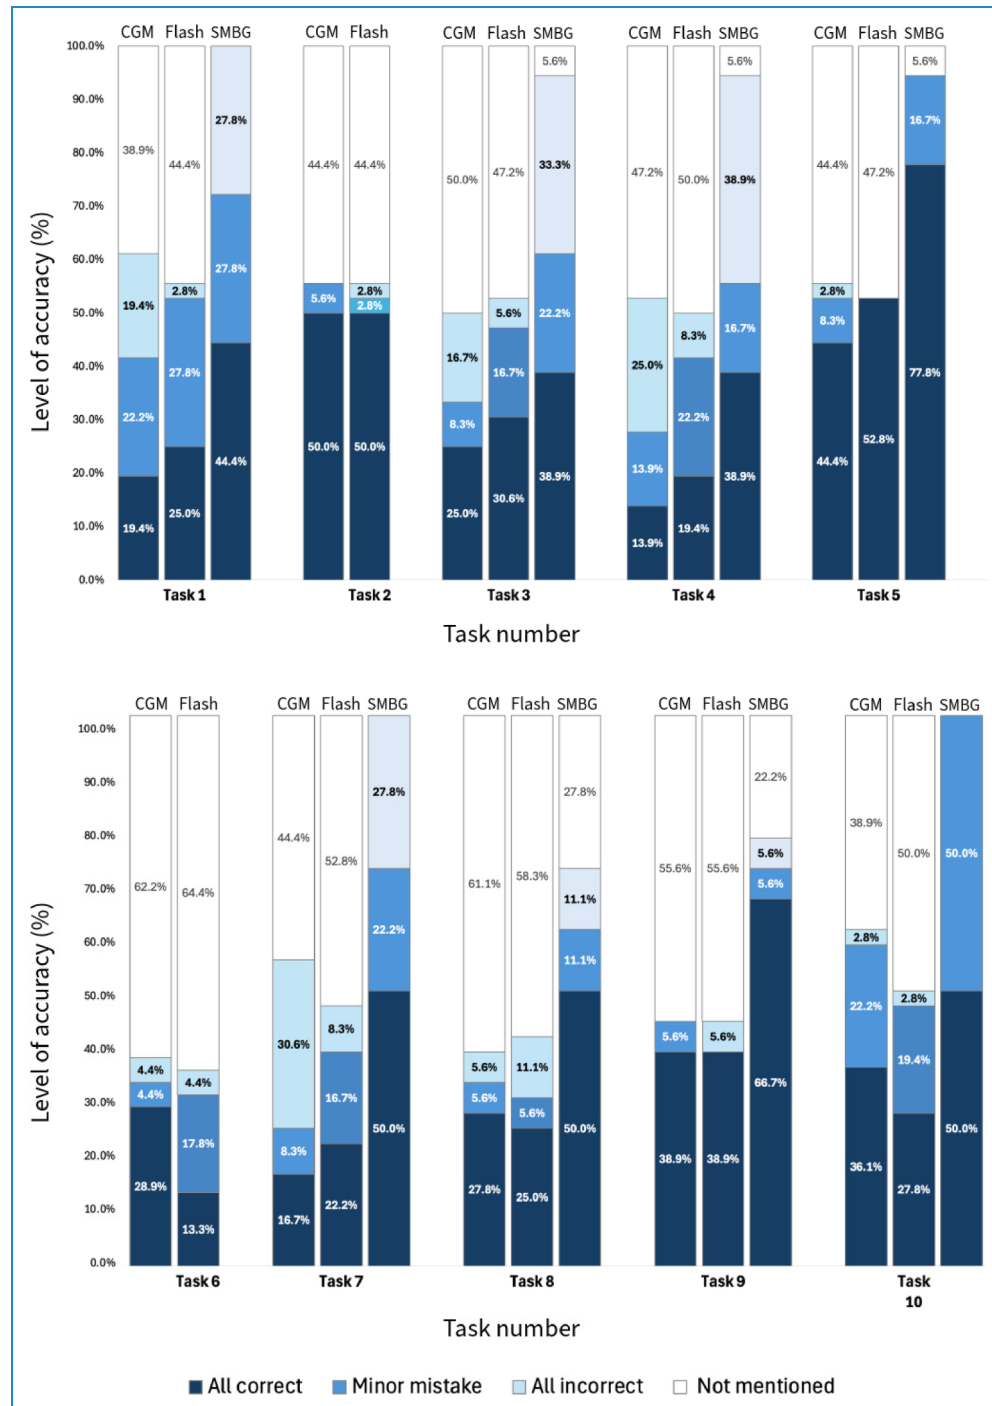 CGM Flash SMBG CGM Flash CGM Flash SMBG CGM Flash SMBG CGM Flash SMBG
100.0%
5.6% 5.6% 5.6%
90.0%
27.8% 16.7%
80.0%
38.9% 44.4% 44.4% 44.4% 50.0% 47.2% 33.3% 47.2% 50.0% 38.9% 44.4% 47.2%
70.0%
60.0%
27.8%
2.8% 2.8% 2.8%
19.4% 5.6% 2.8% 5.6% 22.2% 8.3%
50.0%
16.7% 25.0% 8.3% 16.7%
40.0%
27.8% 16.7% 77.8%
22.2% 8.3% 22.2%
30.0%
50.0% 50.0% 52.8%
44.4% 44.4%
20.0%
30.6% 38.9% 13.9% 38.9%
19.4% 25.0% 25.0% 19.4%
10.0%
13.9%
0.0%
Level of accuracy (%)
Task 1 Task 2 Task 3 Task 4 Task 5
Task number
CGM Flash CGM Flash SMBG CGM Flash SMBG CGM Flash SMBG CGM Flash SMBG
100.0%
90.0%
27.8% 27.8% 22.2%
38.9%
80.0%
44.4% 52.8% 5.6% 50.0% 50.0%
70.0%
62.2% 64.4% 61.1% 58.3% 11.1% 55.6% 55.6% 5.6%
60.0%
22.2% 11.1% 2.8%
50.0%
30.6% 8.3% 22.2% 2.8%
40.0%
4.4% 4.4% 5.6% 11.1% 5.6% 5.6% 19.4%
30.0%
4.4% 16.7% 5.6% 5.6% 66.7%
20.0%
17.8% 8.3% 50.0% 50.0% 38.9% 38.9% 36.1% 50.0%
28.9% 27.8% 25.0% 27.8%
10.0%
13.3% 16.7% 22.2%
0.0%
Level of accuracy (%)
Task 6 Task 7 Task 8 Task 9 Task
10
Task number
All correct Minor mistake All incorrect Not mentioned